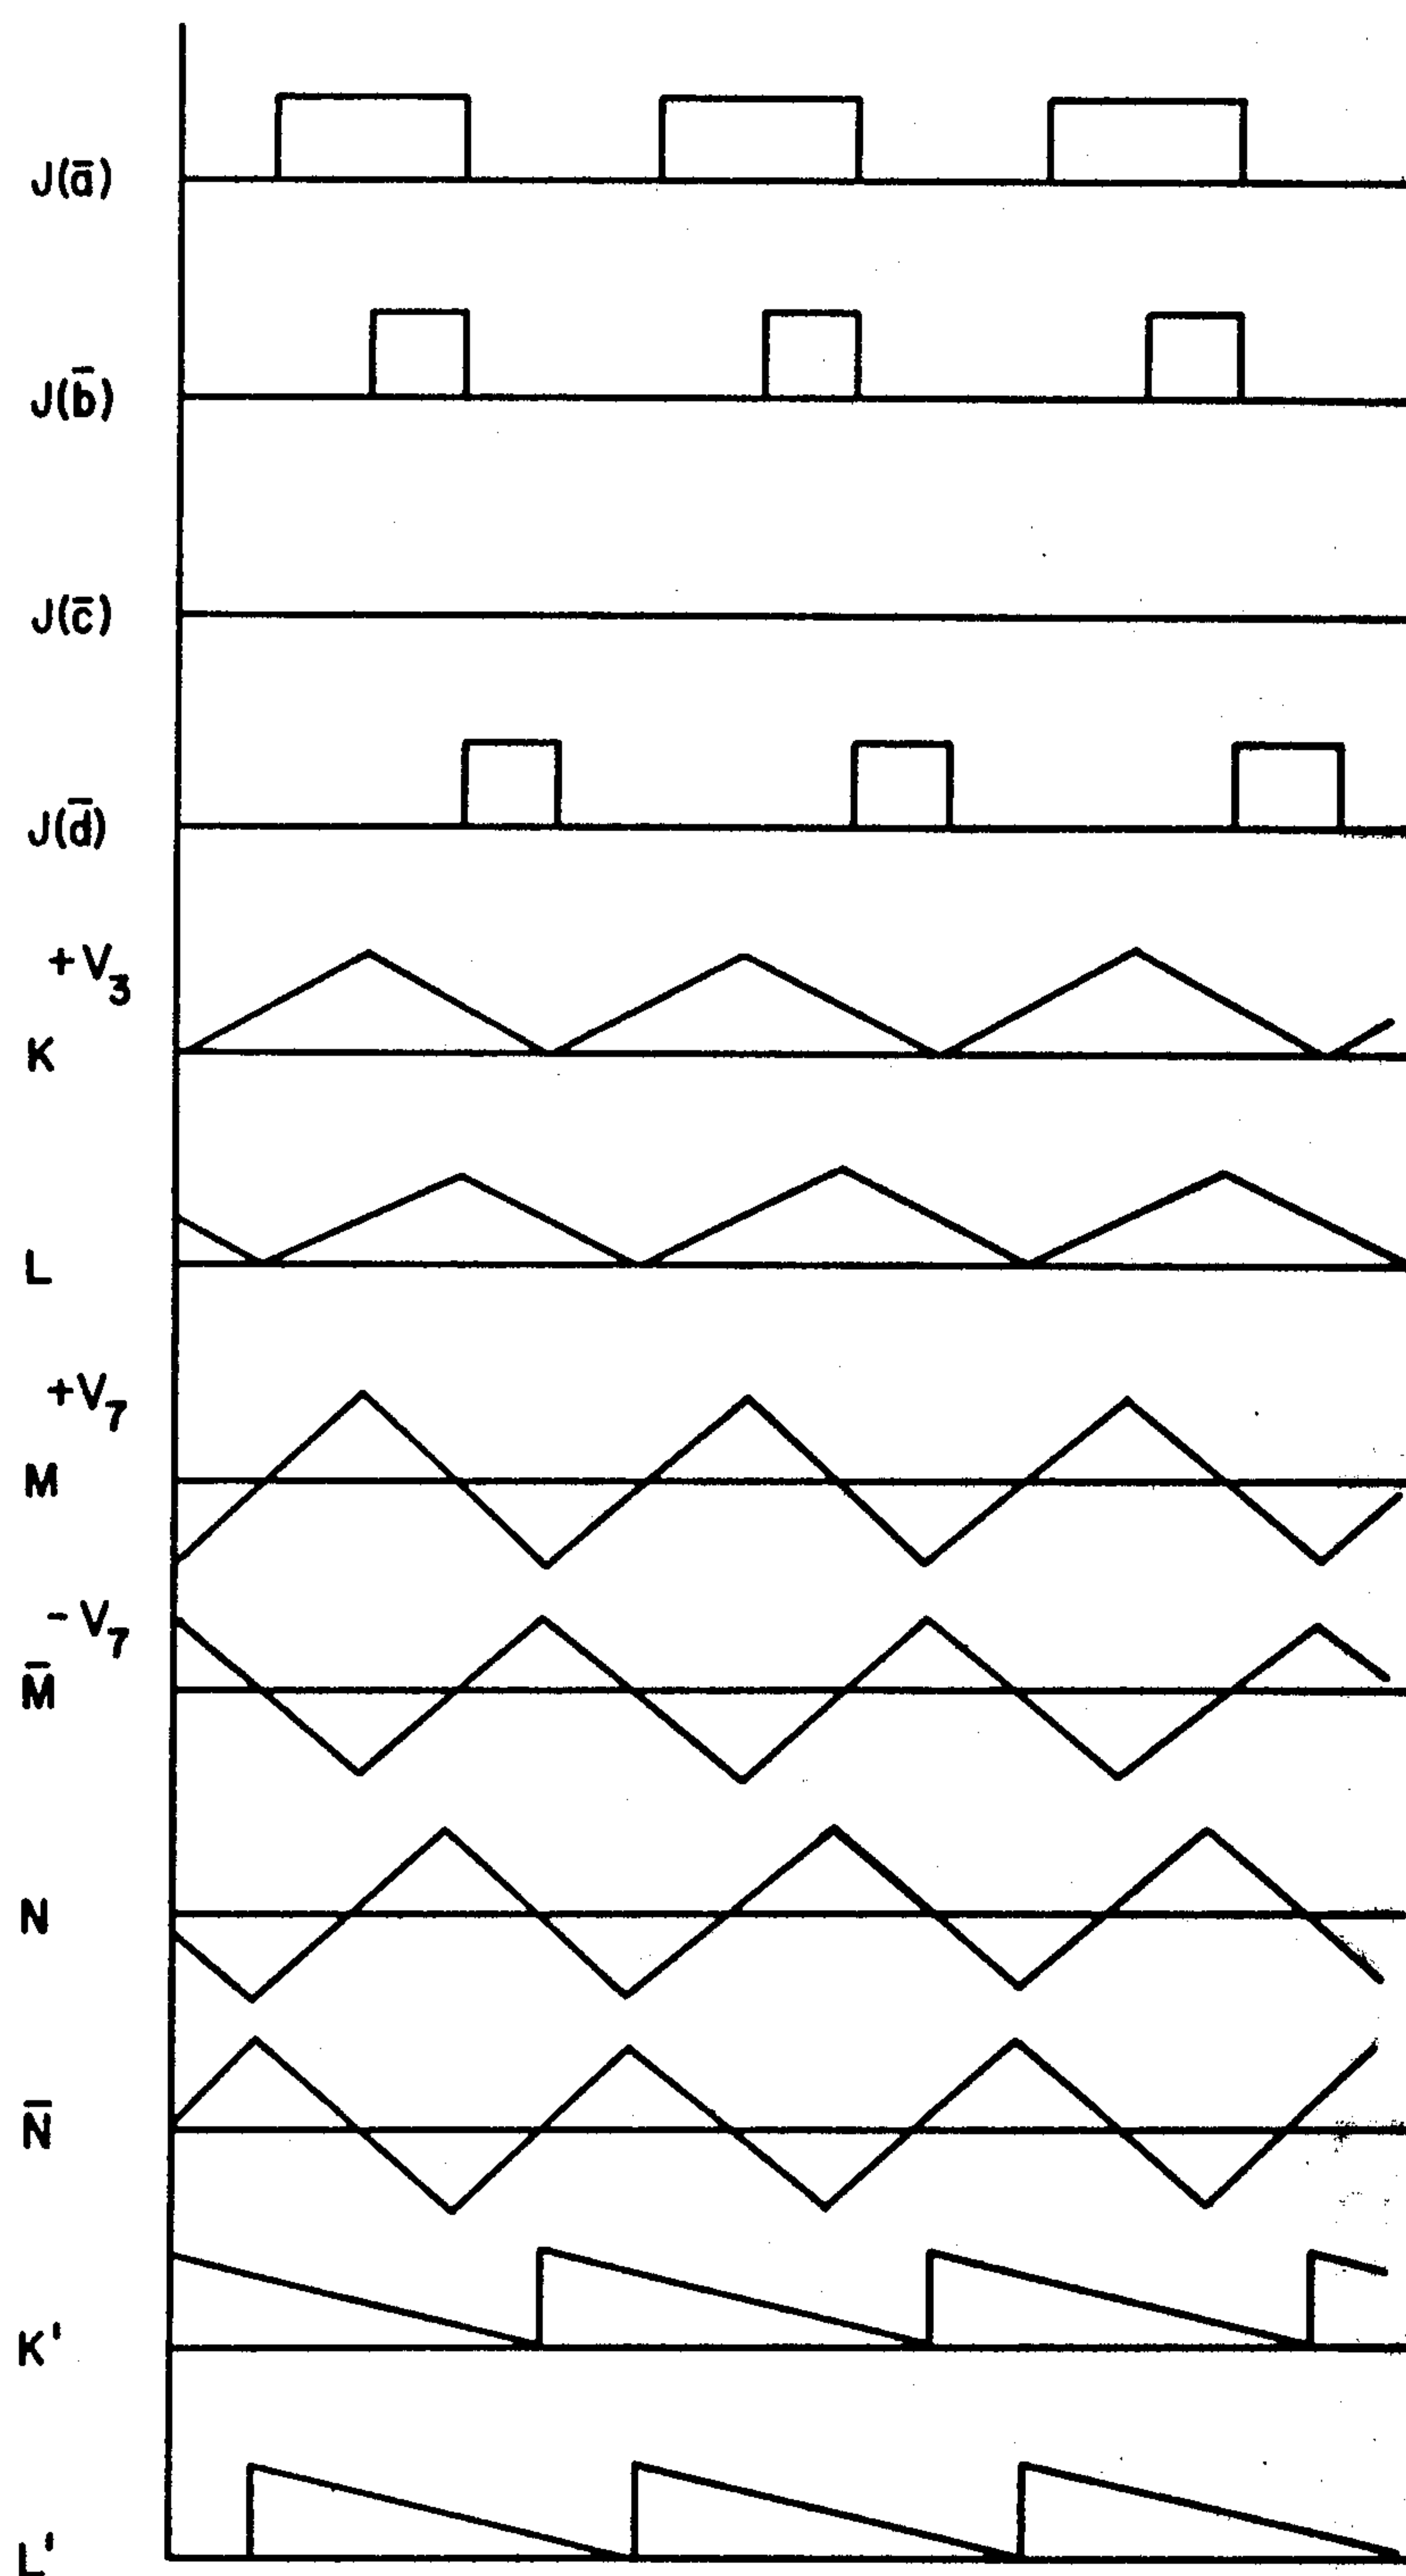 J(ā)
J(b̄)
J(c̄)
J(d̄)
+V₃
K
L
+V₇
M
-V₇
M̄
N
N̄
K'
L'